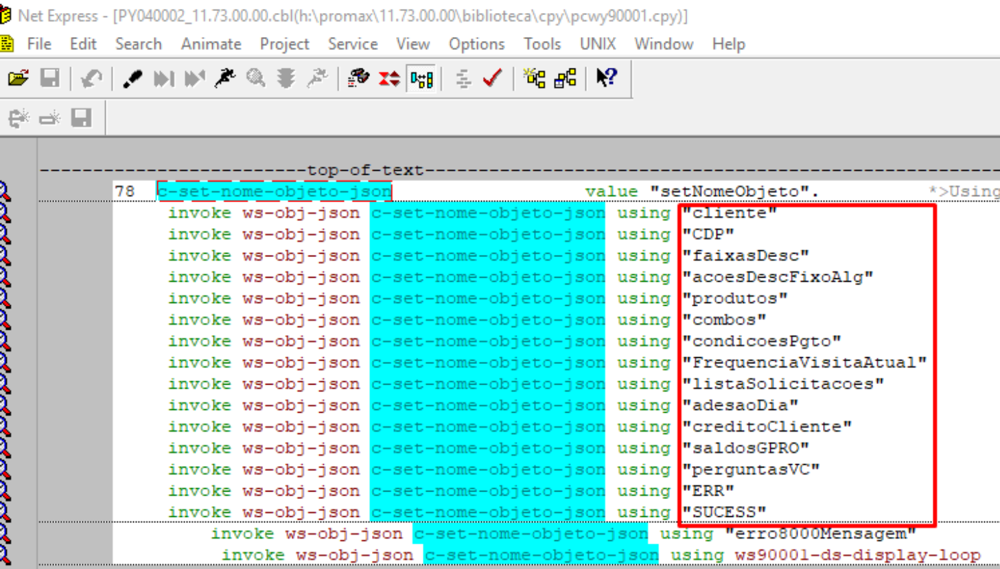 Net Express - [PY040002_11.73.00.00.cbl(h:\promax\11.73.00.00\biblioteca\cpy\pcwy90001.cpy)]
File Edit Search Animate Project Service View Options Tools UNIX Window Help
-------------------------top-of-text-------------------------------------------------------
78 c-set-nome-objeto-json value "setNomeObjeto". *>Using
invoke ws-obj-json c-set-nome-objeto-json using "cliente"
invoke ws-obj-json c-set-nome-objeto-json using "CDP"
invoke ws-obj-json c-set-nome-objeto-json using "faixasDesc"
invoke ws-obj-json c-set-nome-objeto-json using "acoesDescFixoAlg"
invoke ws-obj-json c-set-nome-objeto-json using "produtos"
invoke ws-obj-json c-set-nome-objeto-json using "combos"
invoke ws-obj-json c-set-nome-objeto-json using "condicoesPgto"
invoke ws-obj-json c-set-nome-objeto-json using "FrequenciaVisitaAtual"
invoke ws-obj-json c-set-nome-objeto-json using "listaSolicitacoes"
invoke ws-obj-json c-set-nome-objeto-json using "adesaoDia"
invoke ws-obj-json c-set-nome-objeto-json using "creditoCliente"
invoke ws-obj-json c-set-nome-objeto-json using "saldosGPRO"
invoke ws-obj-json c-set-nome-objeto-json using "perguntasVC"
invoke ws-obj-json c-set-nome-objeto-json using "ERR"
invoke ws-obj-json c-set-nome-objeto-json using "SUCESS"
invoke ws-obj-json c-set-nome-objeto-json using "erro8000Mensagem"
invoke ws-obj-json c-set-nome-objeto-json using ws90001-ds-display-loop